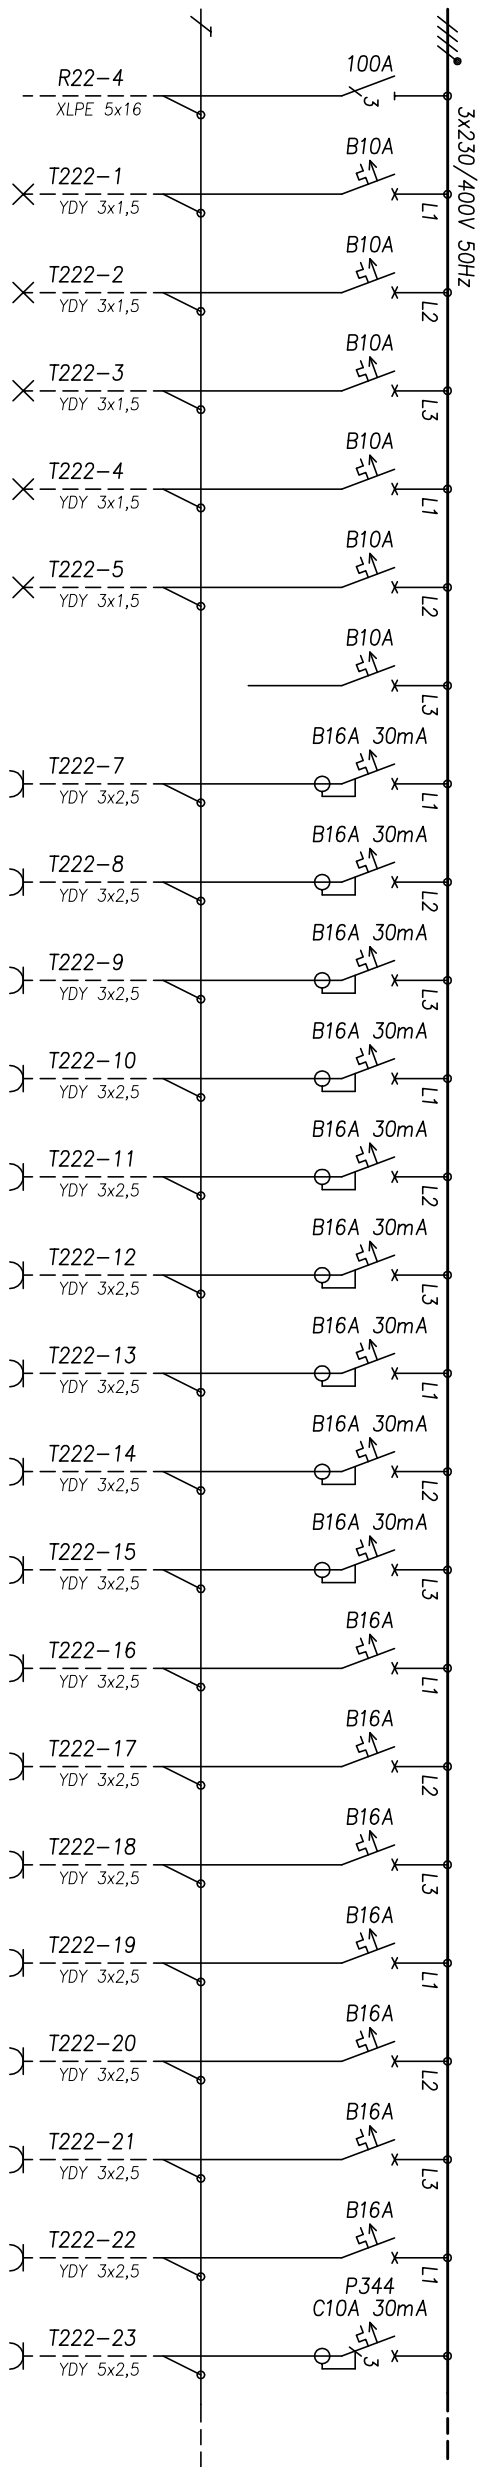 3x230/400V 50Hz
100A
R22-4
XLPE 5x16
3
B10A
T222-1
YDY 3x1,5
L1
B10A
T222-2
YDY 3x1,5
L2
B10A
T222-3
YDY 3x1,5
L3
B10A
T222-4
YDY 3x1,5
L1
B10A
T222-5
YDY 3x1,5
L2
B10A
L3
B16A 30mA
T222-7
YDY 3x2,5
L1
B16A 30mA
T222-8
YDY 3x2,5
L2
B16A 30mA
T222-9
YDY 3x2,5
L3
B16A 30mA
T222-10
YDY 3x2,5
L1
B16A 30mA
T222-11
YDY 3x2,5
L2
B16A 30mA
T222-12
YDY 3x2,5
L3
B16A 30mA
T222-13
YDY 3x2,5
L1
B16A 30mA
T222-14
YDY 3x2,5
L2
B16A 30mA
T222-15
YDY 3x2,5
L3
B16A
T222-16
YDY 3x2,5
L1
B16A
T222-17
YDY 3x2,5
L2
B16A
T222-18
YDY 3x2,5
L3
B16A
T222-19
YDY 3x2,5
L1
B16A
T222-20
YDY 3x2,5
L2
B16A
T222-21
YDY 3x2,5
L3
B16A
T222-22
YDY 3x2,5
L1
P344
C10A 30mA
T222-23
YDY 5x2,5
3